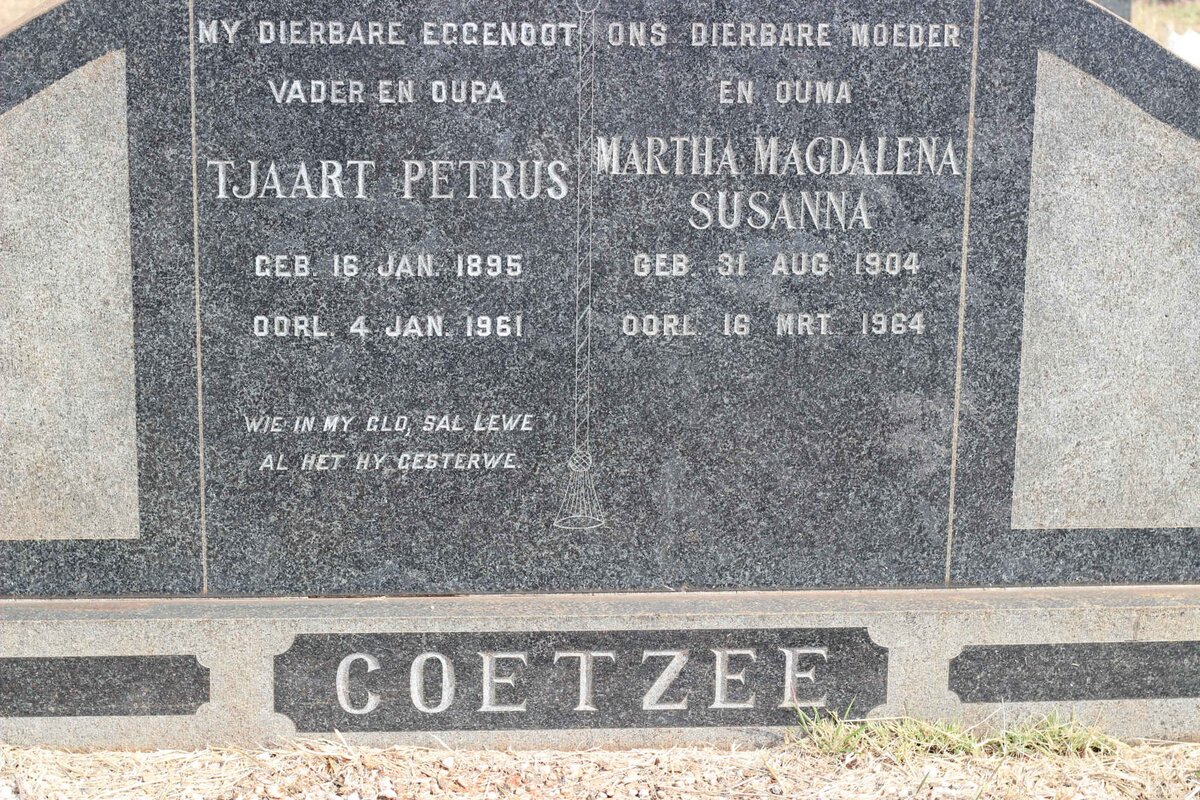 MY DIERBARE EGGENOOT
VADER EN OUPA
TJAART PETRUS
GEB. 16 JAN. 1895
OORL. 4 JAN. 1961
WIE IN MY GLO, SAL LEWE
AL HET HY GESTERWE.
ONS DIERBARE MOEDER
EN OUMA
MARTHA MAGDALENA
SUSANNA
GEB. 31 AUG. 1904
OORL. 16 MRT. 1964
COETZEE